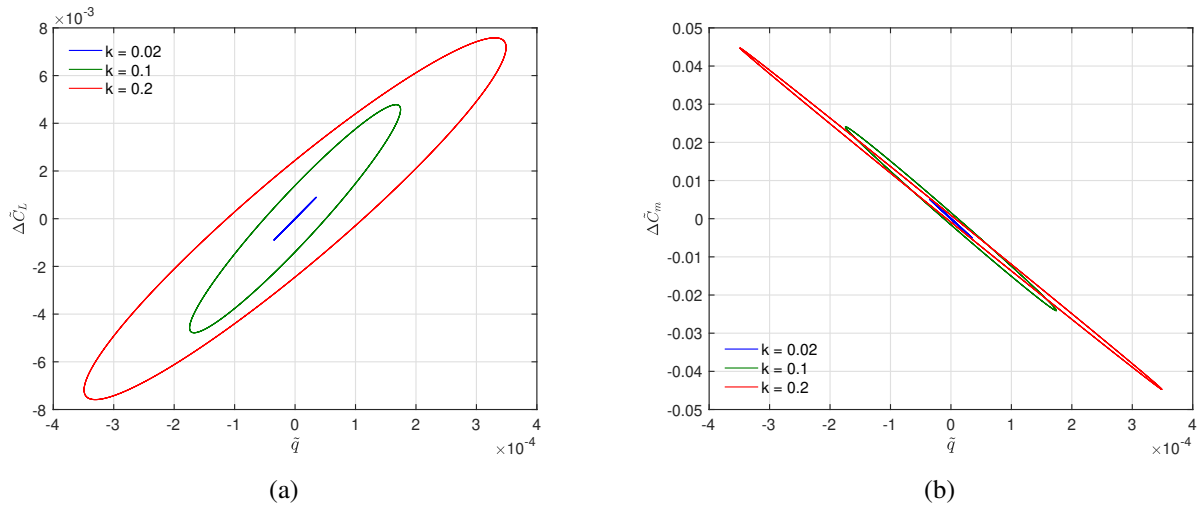 ×10⁻³
8
6
4
2
0
-2
-4
-6
-8
ΔC̃_L
k = 0.02
k = 0.1
k = 0.2
-4 -3 -2 -1 0 1 2 3 4
q̃
×10⁻⁴
(a)
0.05
0.04
0.03
0.02
0.01
0
-0.01
-0.02
-0.03
-0.04
-0.05
ΔC̃_m
k = 0.02
k = 0.1
k = 0.2
-4 -3 -2 -1 0 1 2 3 4
q̃
×10⁻⁴
(b)